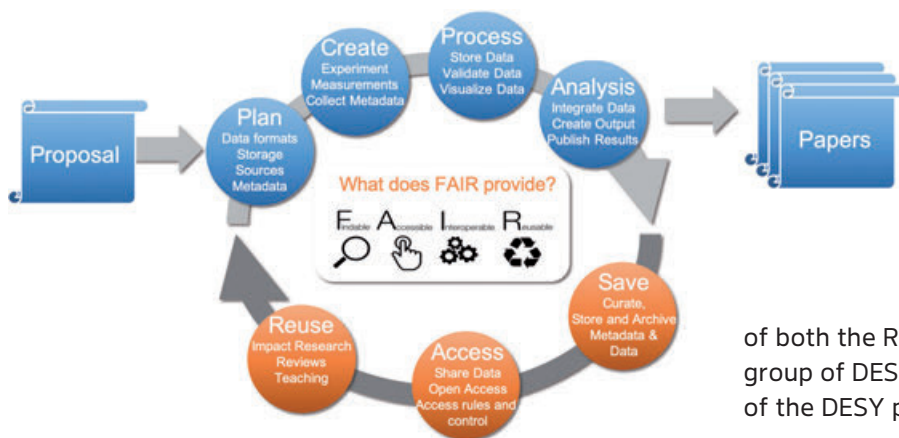 Proposal
Plan
Data formats
Storage
Sources
Metadata
Create
Experiment
Measurements
Collect Metadata
Process
Store Data
Validate Data
Visualize Data
Analysis
Integrate Data
Create Output
Publish Results
Papers
What does FAIR provide?
Findable Accessible Interoperable Reusable
Save
Curate,
Store and Archive
Metadata &
Data
Access
Share Data
Open Access
Access rules and
control
Reuse
Impact Research
Reviews
Teaching
of both the R
group of DES
of the DESY p